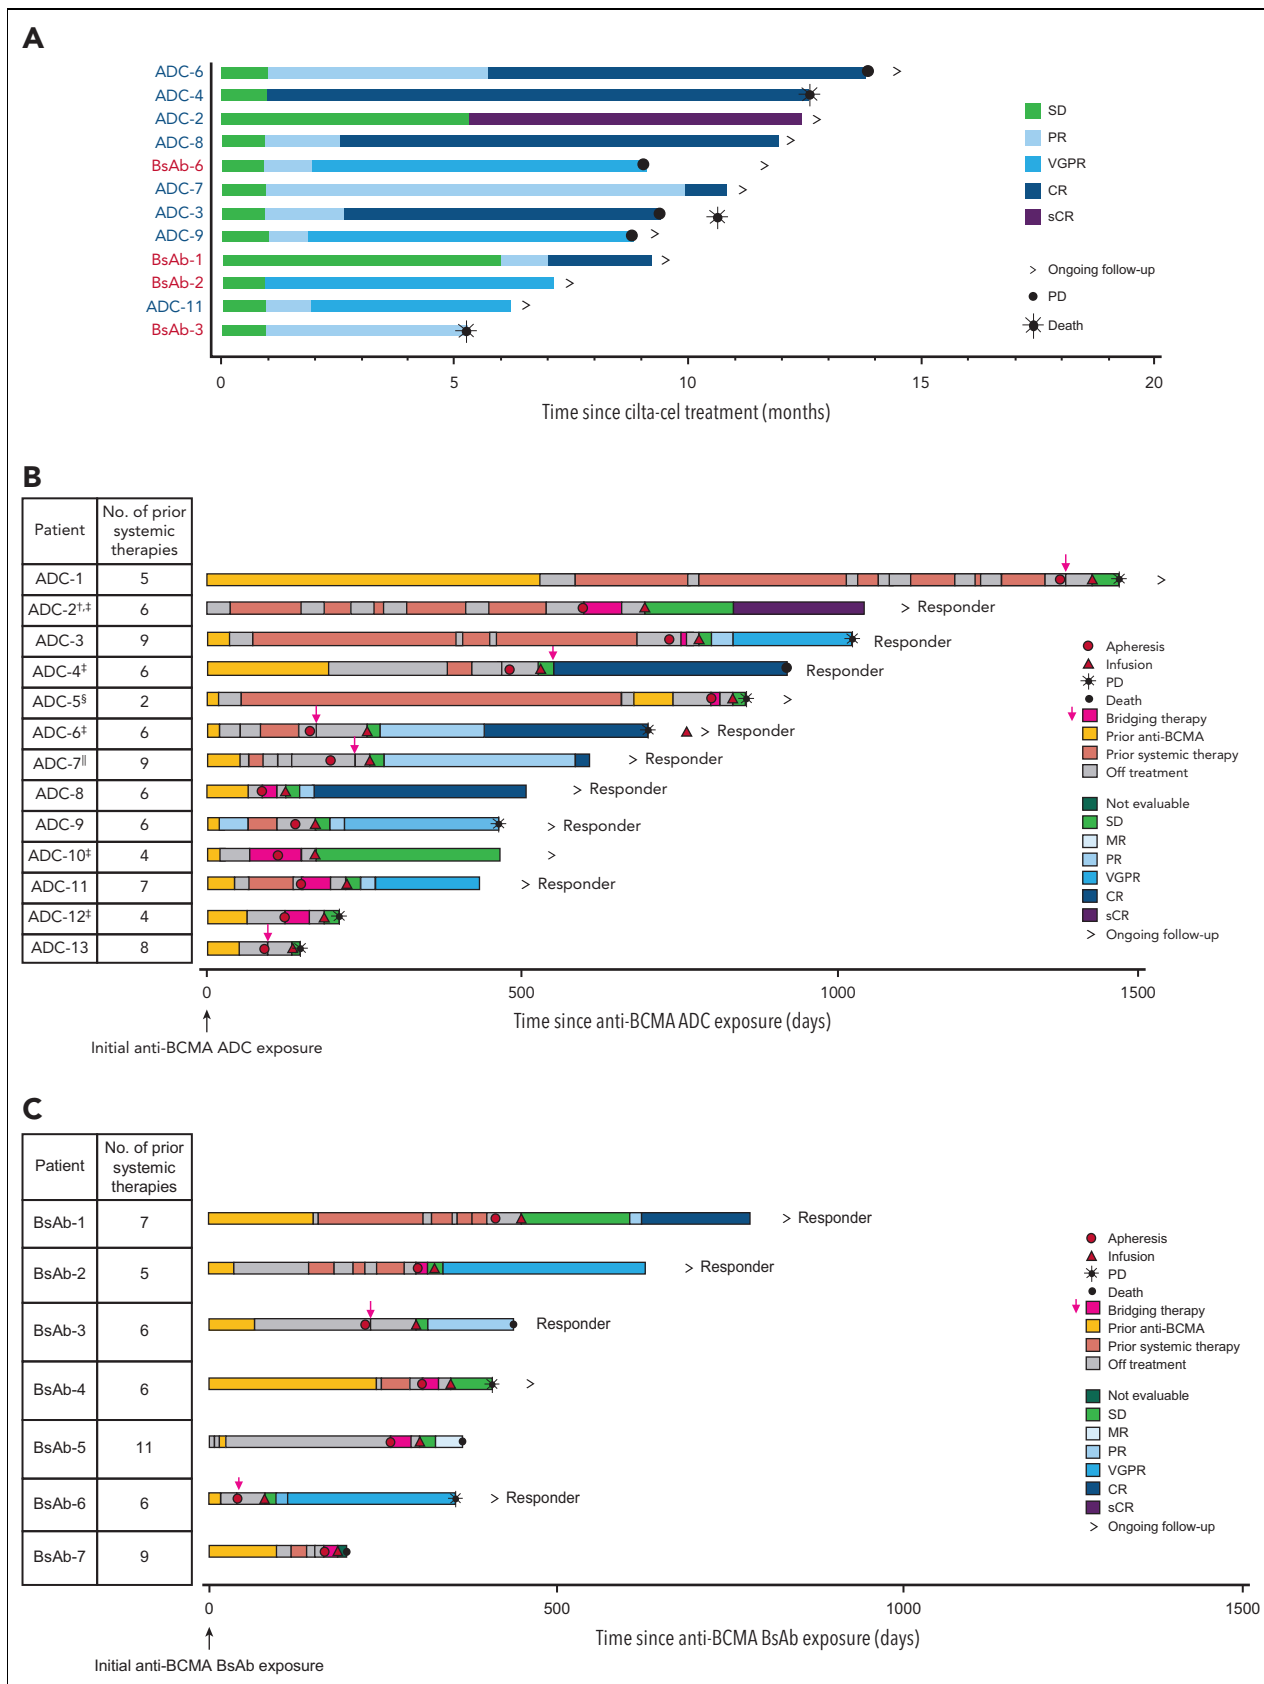 A
ADC-6
ADC-4
ADC-2
ADC-8
BsAb-6
ADC-7
ADC-3
ADC-9
BsAb-1
BsAb-2
ADC-11
BsAb-3
SD
PR
VGPR
CR
sCR
> Ongoing follow-up
PD
Death
0 5 10 15 20
Time since cilta-cel treatment (months)
B
Patient
No. of prior
systemic
therapies
ADC-1 5
ADC-2†,‡ 6 > Responder
ADC-3 9 Responder
ADC-4‡ 6 Responder
ADC-5§ 2
ADC-6‡ 6 > Responder
ADC-7|| 9 > Responder
ADC-8 6 > Responder
ADC-9 6 > Responder
ADC-10‡ 4 >
ADC-11 7 > Responder
ADC-12‡ 4
ADC-13 8
Apheresis
Infusion
PD
Death
Bridging therapy
Prior anti-BCMA
Prior systemic therapy
Off treatment
Not evaluable
SD
MR
PR
VGPR
CR
sCR
> Ongoing follow-up
0 500 1000 1500
Time since anti-BCMA ADC exposure (days)
Initial anti-BCMA ADC exposure
C
Patient
No. of prior
systemic
therapies
BsAb-1 7 > Responder
BsAb-2 5 > Responder
BsAb-3 6 Responder
BsAb-4 6 >
BsAb-5 11
BsAb-6 6 > Responder
BsAb-7 9
Apheresis
Infusion
PD
Death
Bridging therapy
Prior anti-BCMA
Prior systemic therapy
Off treatment
Not evaluable
SD
MR
PR
VGPR
CR
sCR
> Ongoing follow-up
0 500 1000 1500
Time since anti-BCMA BsAb exposure (days)
Initial anti-BCMA BsAb exposure